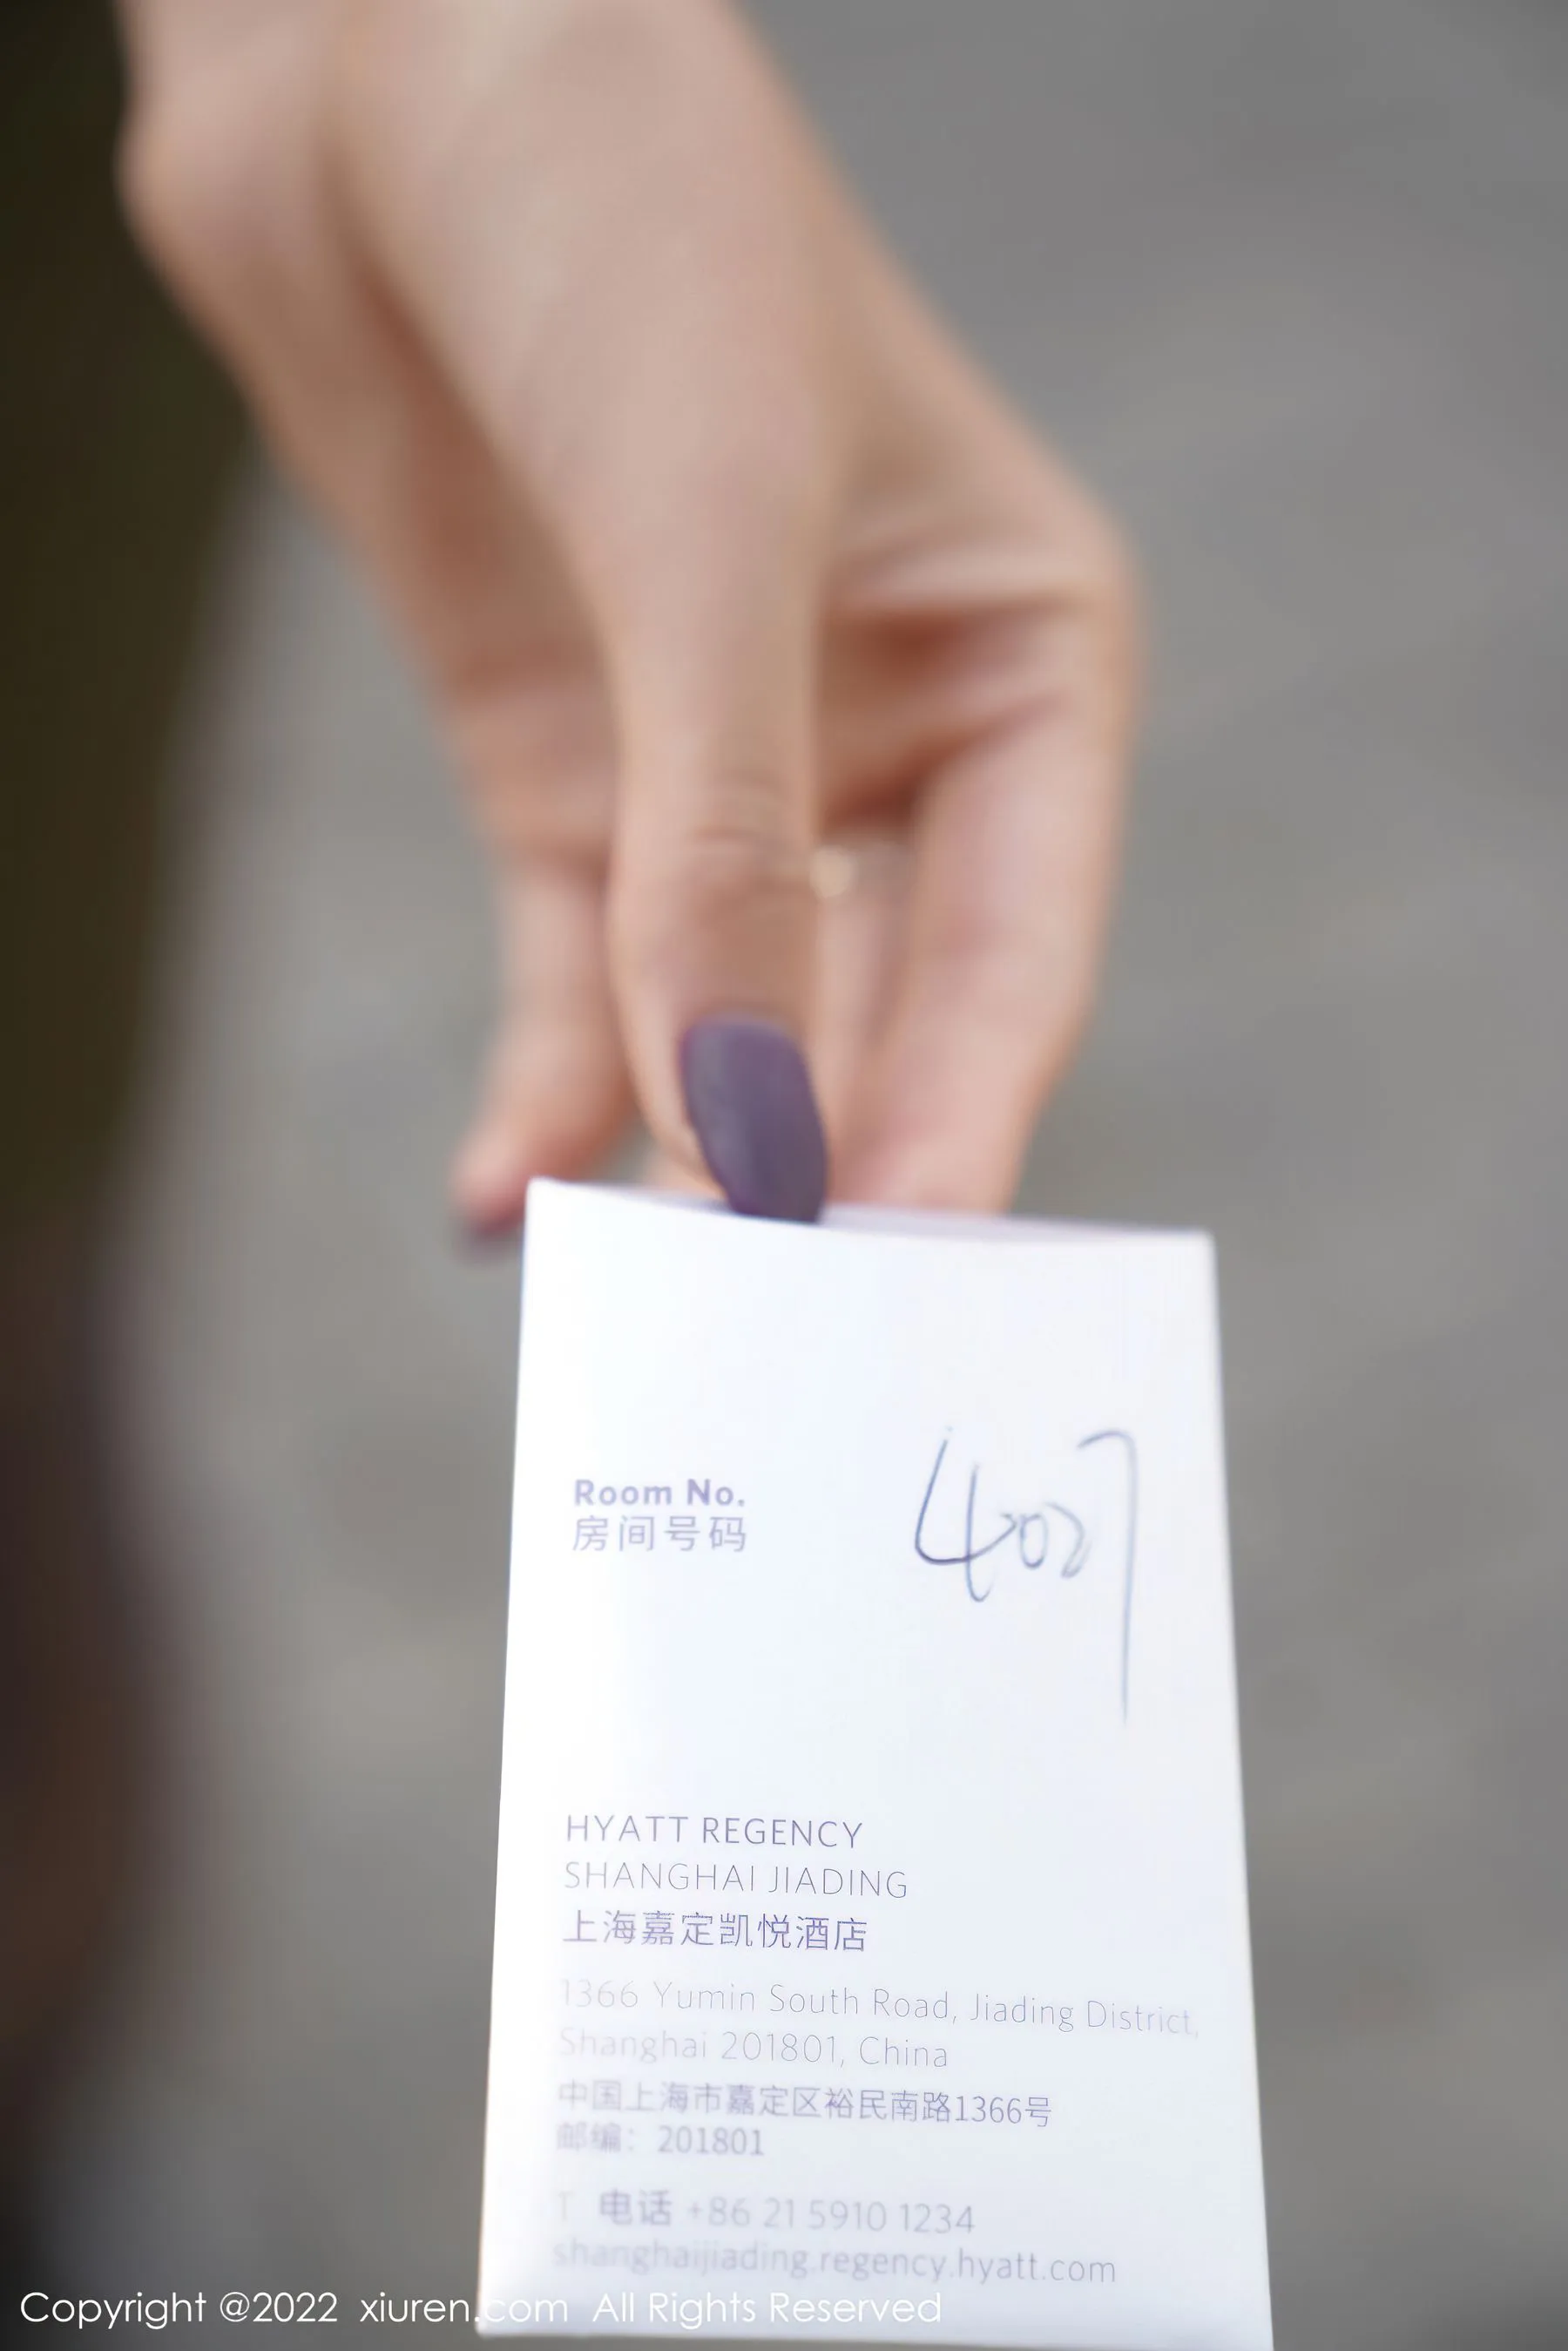 Room No.
房间号码
4027
HYATT REGENCY
SHANGHAI JIADING
上海嘉定凯悦酒店
1366 Yumin South Road, Jiading District,
Shanghai 201801, China
中国上海市嘉定区裕民南路1366号
邮编：201801
T 电话 +86 21 5910 1234
shanghaijiading.regency.hyatt.com
Copyright @2022 xiuren.com All Rights Reserved